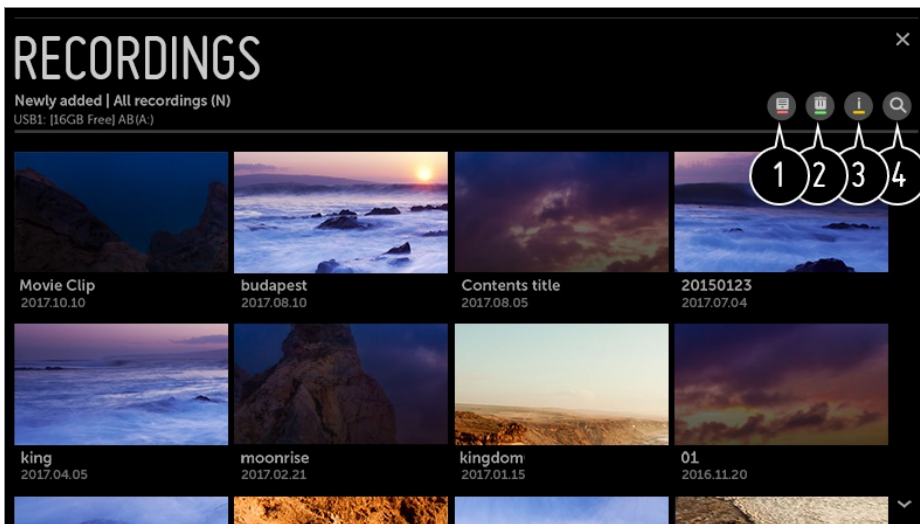 RECORDINGS
Newly added | All recordings (N)
USB1: [16GB Free] AB(A:)
i
1 2 3 4
Movie Clip
2017.10.10
budapest
2017.08.10
Contents title
2017.08.05
20150123
2017.07.04
king
2017.04.05
moonrise
2017.02.21
kingdom
2017.01.15
01
2016.11.20